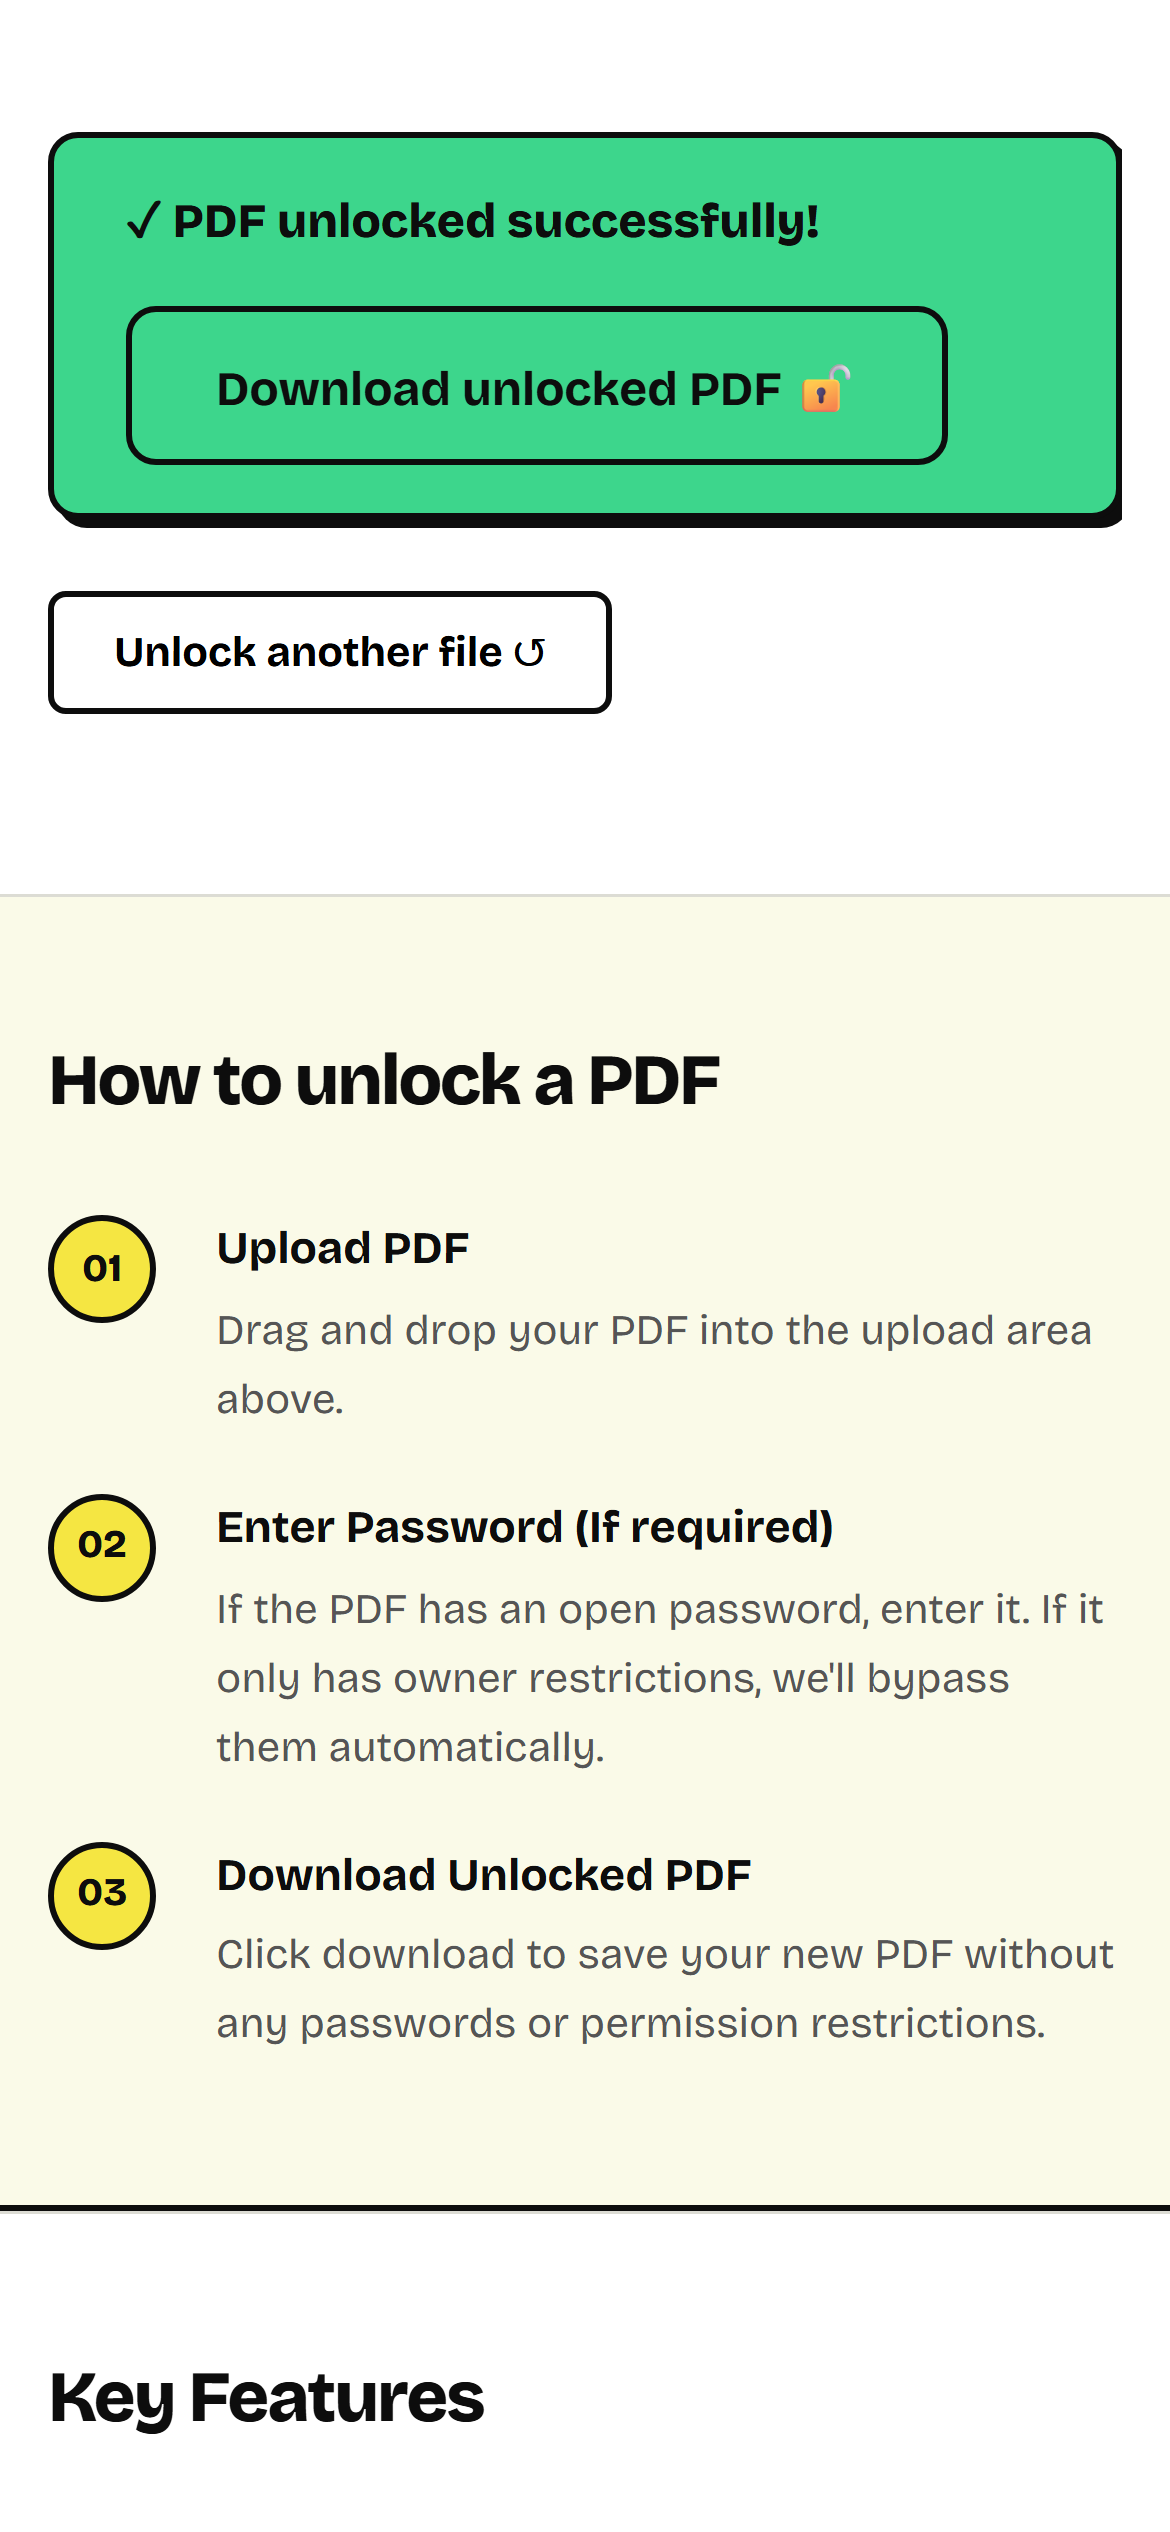 ✓ PDF unlocked successfully!
Download unlocked PDF 🔓
Unlock another file ↺
How to unlock a PDF
01
Upload PDF
Drag and drop your PDF into the upload area
above.
02
Enter Password (If required)
If the PDF has an open password, enter it. If it
only has owner restrictions, we'll bypass
them automatically.
03
Download Unlocked PDF
Click download to save your new PDF without
any passwords or permission restrictions.
Key Features